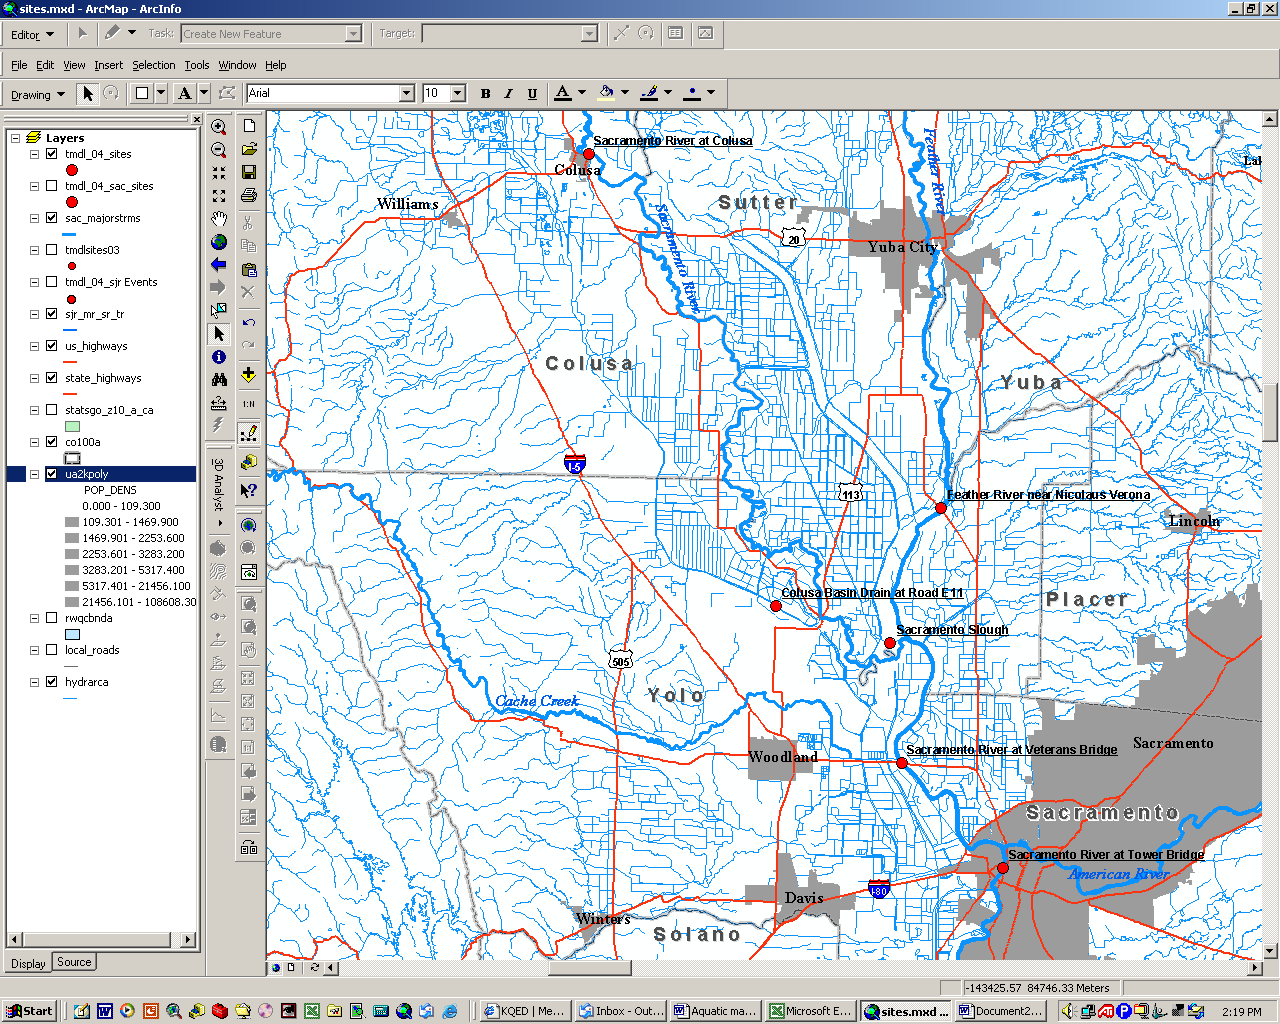 sites.mxd - ArcMap - ArcInfo
Editor Task: Create New Feature Target:
File Edit View Insert Selection Tools Window Help
Drawing A Arial 10 B I U A
Layers
tmdl_04_sites
tmdl_04_sac_sites
sac_majorstrms
tmdlsites03
tmdl_04_sjr Events
sjr_mr_sr_tr
us_highways
state_highways
statsgo_z10_a_ca
co100a
ua2kpoly
POP_DENS
0.000 - 109.300
109.301 - 1469.900
1469.901 - 2253.600
2253.601 - 3283.200
3283.201 - 5317.400
5317.401 - 21456.100
21456.101 - 108608.30
rwqcbnda
local_roads
hydrarca
Display Source
1:N
3D Analyst
Sacramento River at Colusa
Colusa
Williams
Sutter
Feather River
Lak
Sacramento River
20
Yuba City
Colusa
Yuba
I-5
113
Feather River near Nicolaus Verona
Lincoln
Colusa Basin Drain at Road E11
Placer
Sacramento Slough
505
Yolo
Cache Creek
Sacramento River at Veterans Bridge
Sacramento
Woodland
Sacramento
Sacramento River at Tower Bridge
American River
I-80
Davis
Winters
Solano
-143425.57 84746.33 Meters
Start KQED | Me... Inbox - Out... Aquatic ma... Microsoft E... sites.mxd ... Document2... 2:19 PM